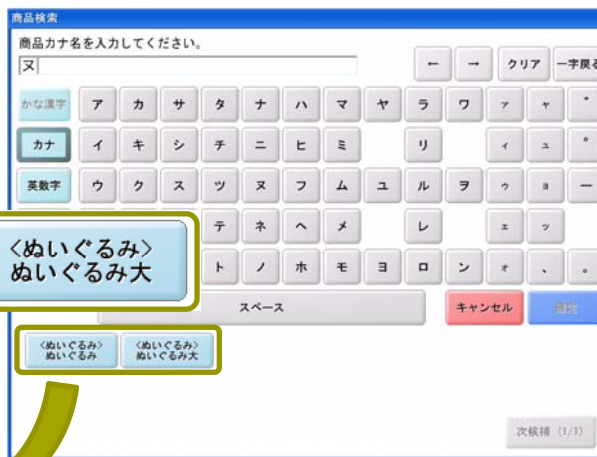 商品検索
商品カナ名を入力してください。
ヌ
← → クリア 一字戻る
かな漢字 ア カ サ タ ナ ハ マ ヤ ラ ワ ァ ャ ゛
カナ イ キ シ チ ニ ヒ ミ リ ィ ュ ゜
英数字 ウ ク ス ツ ヌ フ ム ユ ル ヲ ゥ ョ ー
テ ネ ヘ メ レ ェ ッ
ト ノ ホ モ ヨ ロ ン ォ 、 。
<ぬいぐるみ>
ぬいぐるみ大
スペース キャンセル
<ぬいぐるみ>
ぬいぐるみ
<ぬいぐるみ>
ぬいぐるみ大
次候補 (1/1)